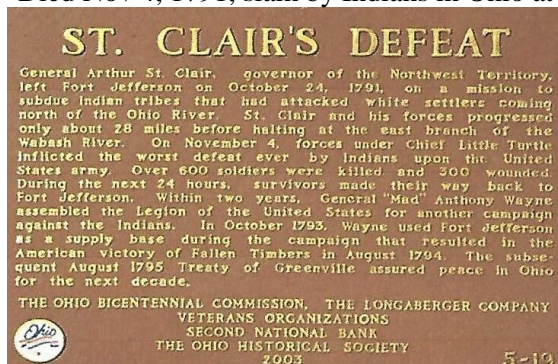 Died Nov 4, 1791, slain by Indians in Ohio at
ST. CLAIR'S DEFEAT
General Arthur St. Clair, governor of the Northwest Territory,
left Fort Jefferson on October 24, 1791, on a mission to
subdue Indian tribes that had attacked white settlers coming
north of the Ohio River. St. Clair and his forces progressed
only about 28 miles before halting at the east branch of the
Wabash River. On November 4, forces under Chief Little Turtle
inflicted the worst defeat ever by Indians upon the United
States army. Over 600 soldiers were killed and 300 wounded.
During the next 24 hours, survivors made their way back to
Fort Jefferson. Within two years, General "Mad" Anthony Wayne
assembled the Legion of the United States for another campaign
against the Indians. In October 1793, Wayne used Fort Jefferson
as a supply base during the campaign that resulted in the
American victory of Fallen Timbers in August 1794. The subse-
quent August 1795 Treaty of Greenville assured peace in Ohio
for the next decade.
THE OHIO BICENTENNIAL COMMISSION, THE LONGABERGER COMPANY
VETERANS ORGANIZATIONS
SECOND NATIONAL BANK
THE OHIO HISTORICAL SOCIETY
2003
5-19
Ohio